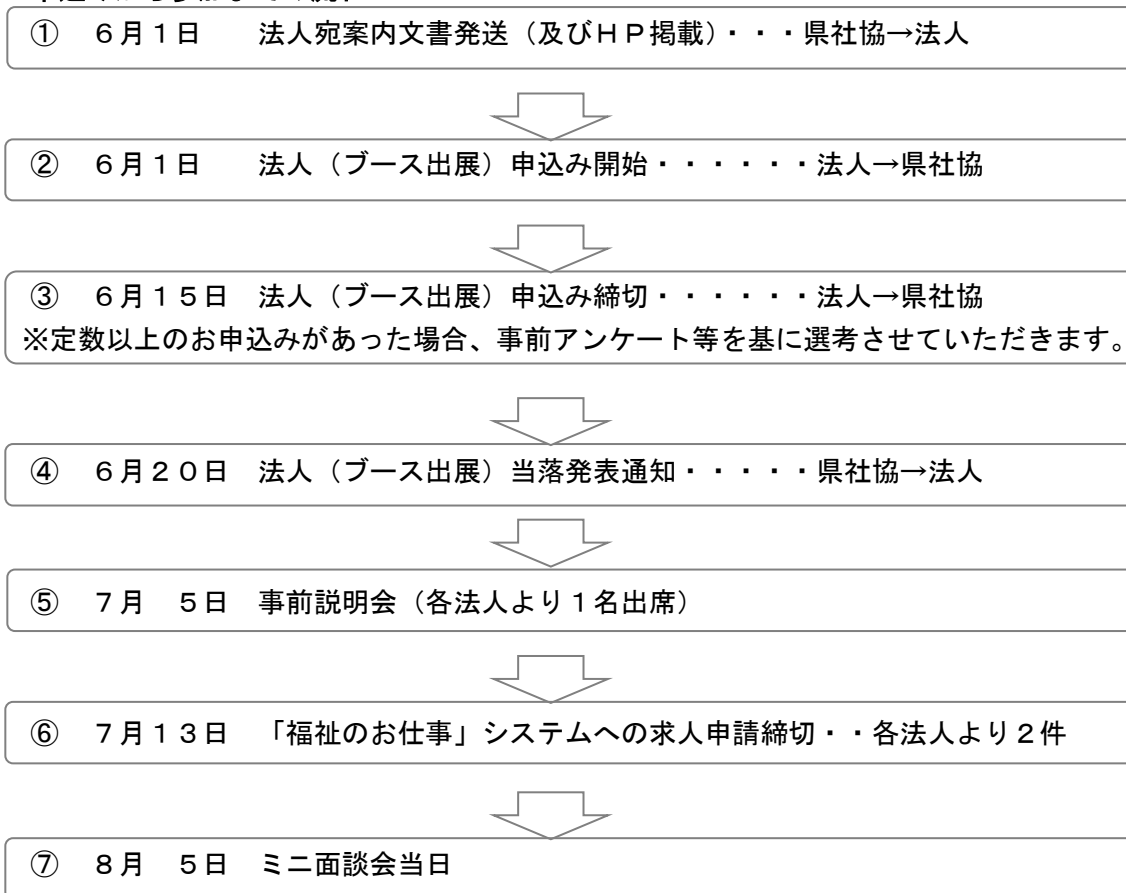 ①　６月１日　　法人宛案内文書発送（及びＨＰ掲載）・・・県社協→法人
②　６月１日　　法人（ブース出展）申込み開始・・・・・・法人→県社協
③　６月１５日　法人（ブース出展）申込み締切・・・・・・法人→県社協
※定数以上のお申込みがあった場合、事前アンケート等を基に選考させていただきます。
④　６月２０日　法人（ブース出展）当落発表通知・・・・・県社協→法人
⑤　７月　５日　事前説明会（各法人より１名出席）
⑥　７月１３日　「福祉のお仕事」システムへの求人申請締切・・各法人より２件
⑦　８月　５日　ミニ面談会当日